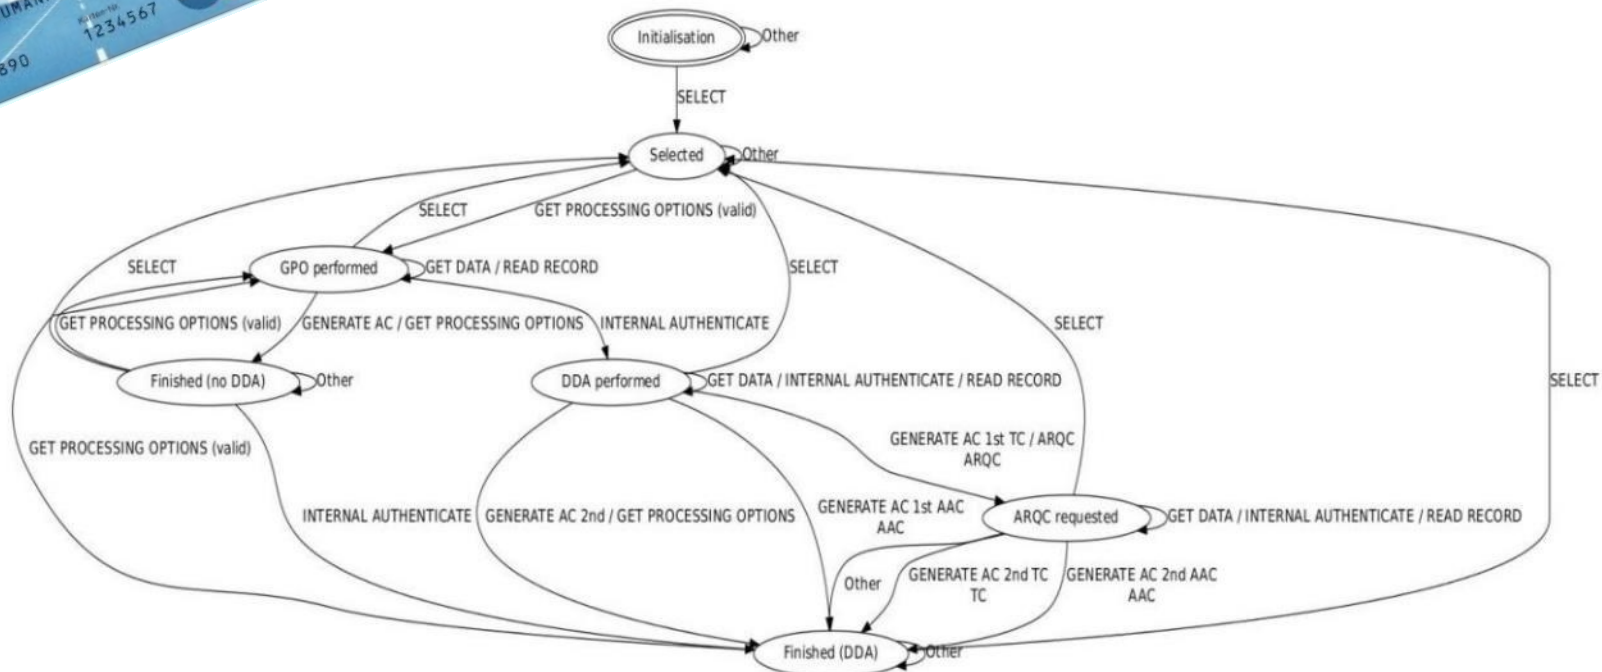 UMAN
Karten-Nr.
1234567
890
Initialisation
Other
SELECT
Selected
Other
SELECT
GET PROCESSING OPTIONS (valid)
SELECT
GPO performed
GET DATA / READ RECORD
SELECT
SELECT
GET PROCESSING OPTIONS (valid)
GENERATE AC / GET PROCESSING OPTIONS
INTERNAL AUTHENTICATE
SELECT
Finished (no DDA)
Other
DDA performed
GET DATA / INTERNAL AUTHENTICATE / READ RECORD
SELECT
GET PROCESSING OPTIONS (valid)
GENERATE AC 1st TC / ARQC
ARQC
INTERNAL AUTHENTICATE
GENERATE AC 2nd / GET PROCESSING OPTIONS
GENERATE AC 1st AAC
AAC
ARQC requested
GET DATA / INTERNAL AUTHENTICATE / READ RECORD
Other
GENERATE AC 2nd TC
TC
GENERATE AC 2nd AAC
AAC
Finished (DDA)
Other